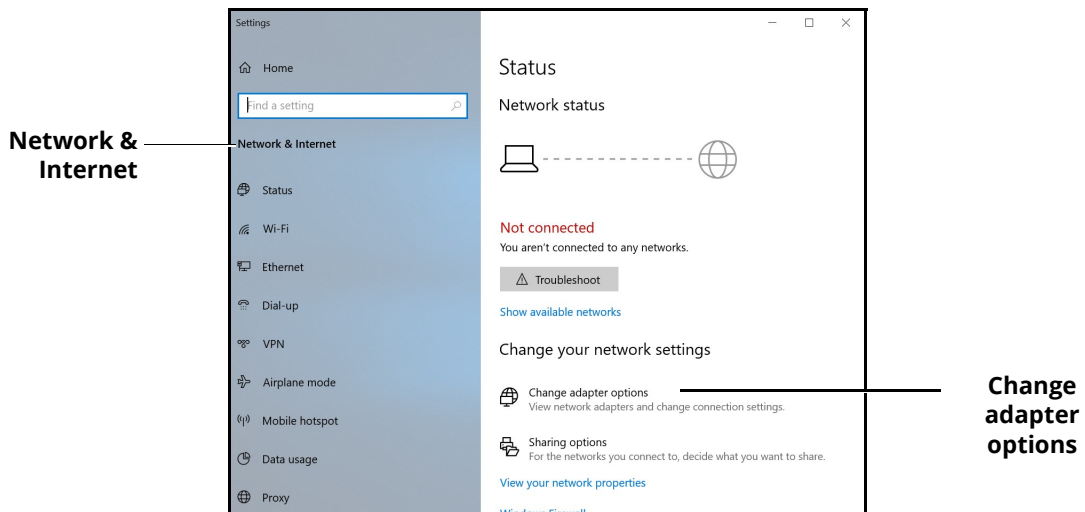 Settings
Home
Find a setting
Network & Internet
Status
Wi-Fi
Ethernet
Dial-up
VPN
Airplane mode
Mobile hotspot
Data usage
Proxy
Status
Network status
Not connected
You aren't connected to any networks.
Troubleshoot
Show available networks
Change your network settings
Change adapter options
View network adapters and change connection settings.
Sharing options
For the networks you connect to, decide what you want to share.
View your network properties
Windows Firewall
Network &
Internet
Change
adapter
options